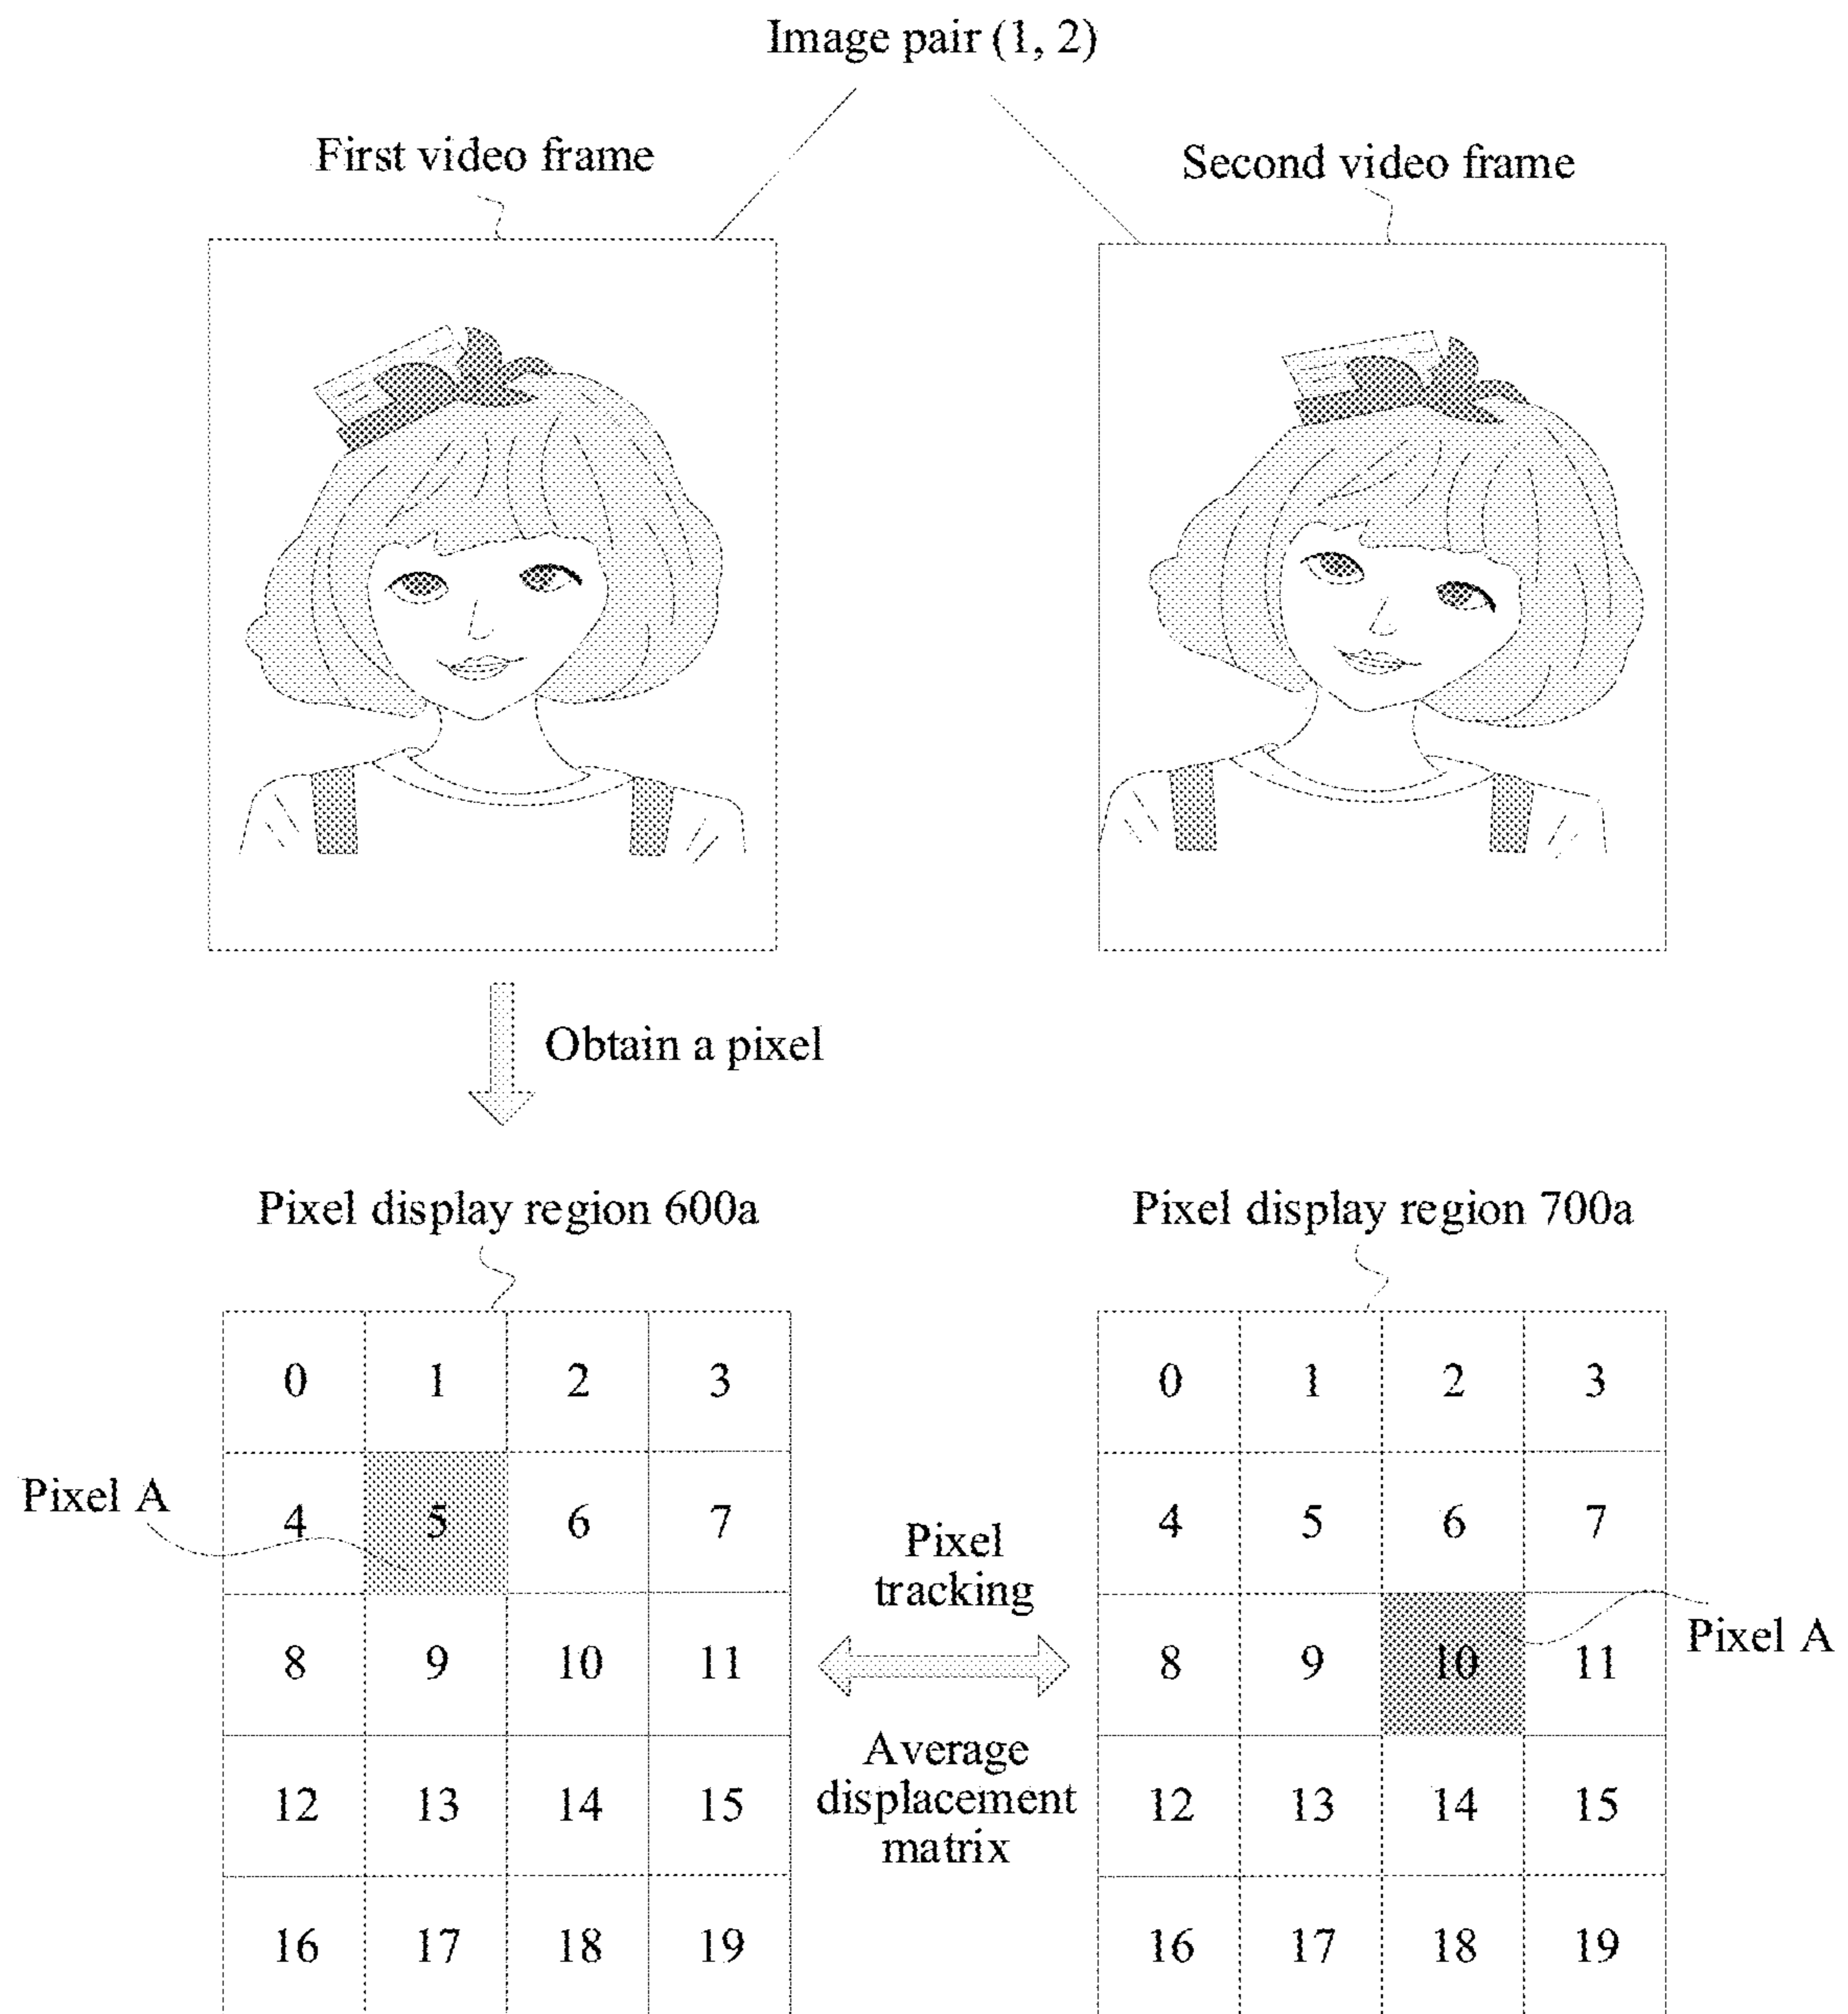 Image pair (1, 2)
First video frame
Second video frame
Obtain a pixel
Pixel display region 600a
Pixel display region 700a
0 1 2 3
4 5 6 7
8 9 10 11
12 13 14 15
16 17 18 19
Pixel A
Pixel
tracking
Average
displacement
matrix
0 1 2 3
4 5 6 7
8 9 10 11
12 13 14 15
16 17 18 19
Pixel A